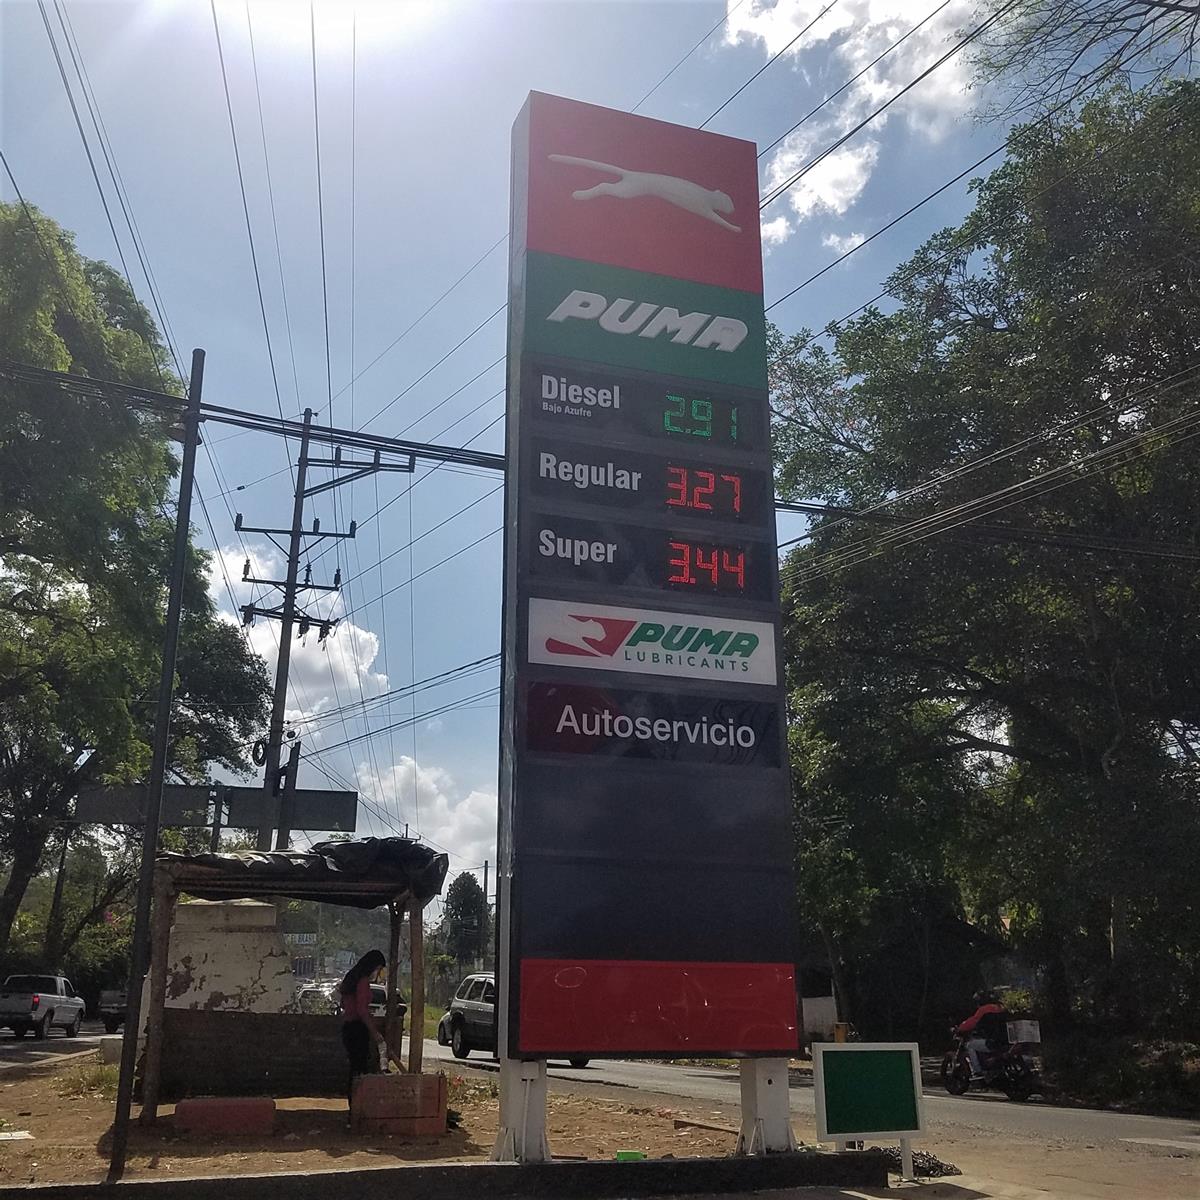 PUMA
Diesel 2.91
Bajo Azufre
Regular 3.27
Super 3.44
PUMA
LUBRICANTS
Autoservicio